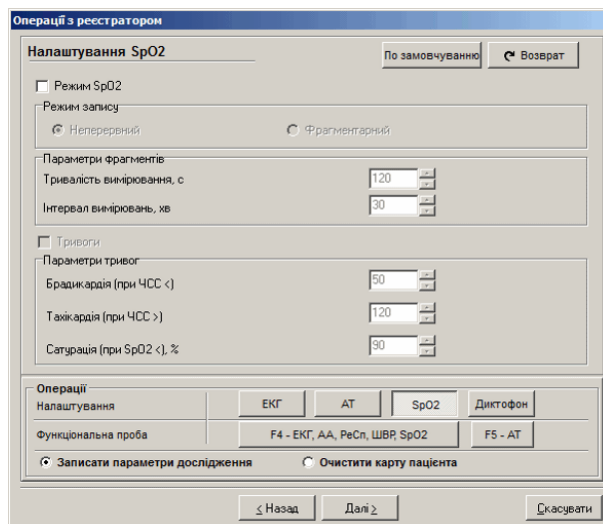 Операції з реєстратором
Налаштування SpO2
По замовчуванню
Возврат
Режим SpO2
Режим запису
Неперервний
Фрагментарний
Параметри фрагментів
Тривалість вимірювання, с
120
Інтервал вимірювань, хв
30
Тривоги
Параметри тривог
Брадикардія (при ЧСС <)
50
Тахікардія (при ЧСС >)
120
Сатурація (при SpO2 <), %
90
Операції
Налаштування
ЕКГ
АТ
SpO2
Диктофон
Функціональна проба
F4 - ЕКГ, АА, РеСп, ШВР, SpO2
F5 - АТ
Записати параметри дослідження
Очистити карту пацієнта
< Назад
Далі >
Скасувати